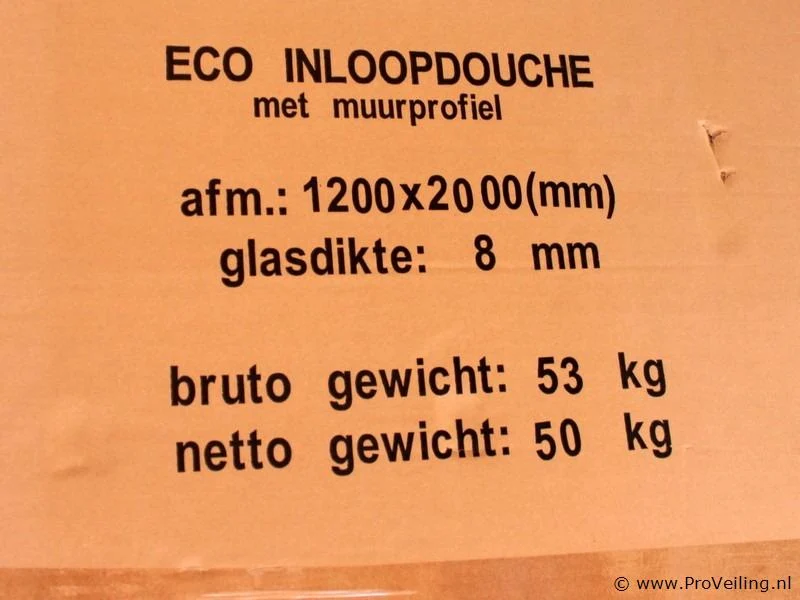 ECO INLOOPDOUCHE
met muurprofiel
afm.: 1200x2000(mm)
glasdikte: 8 mm
bruto gewicht: 53 kg
netto gewicht: 50 kg
© www.ProVeiling.nl